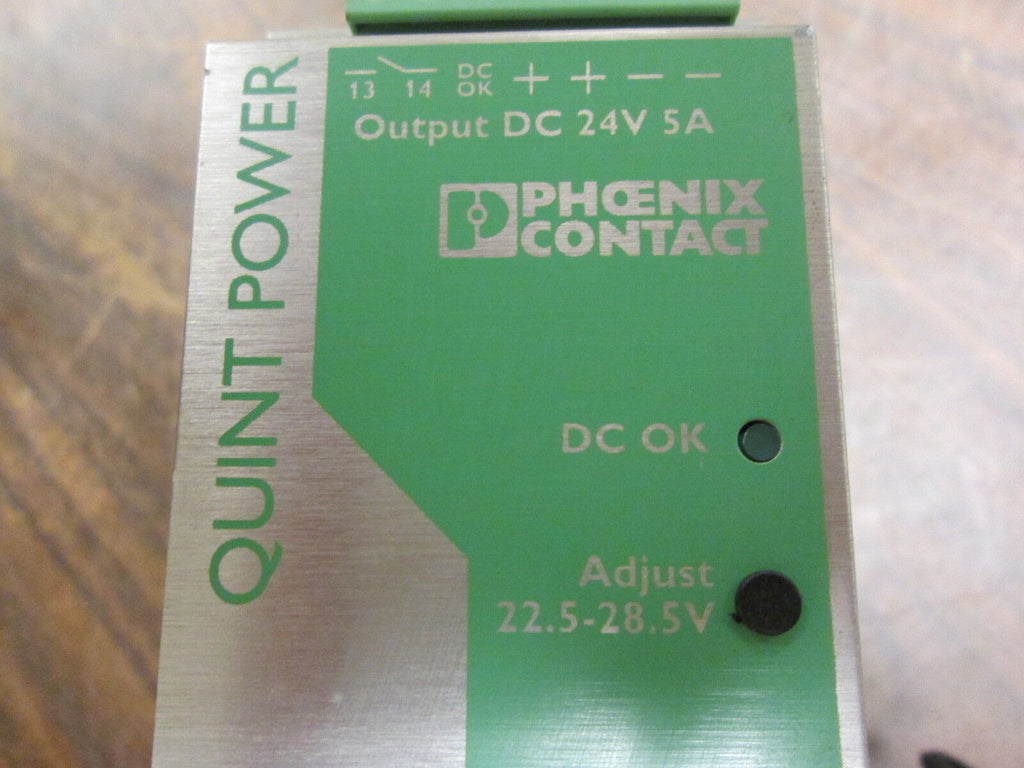 13 14 DC OK + + − −
Output DC 24V 5A
PHŒNIX
CONTACT
DC OK
Adjust
22.5-28.5V
QUINT POWER